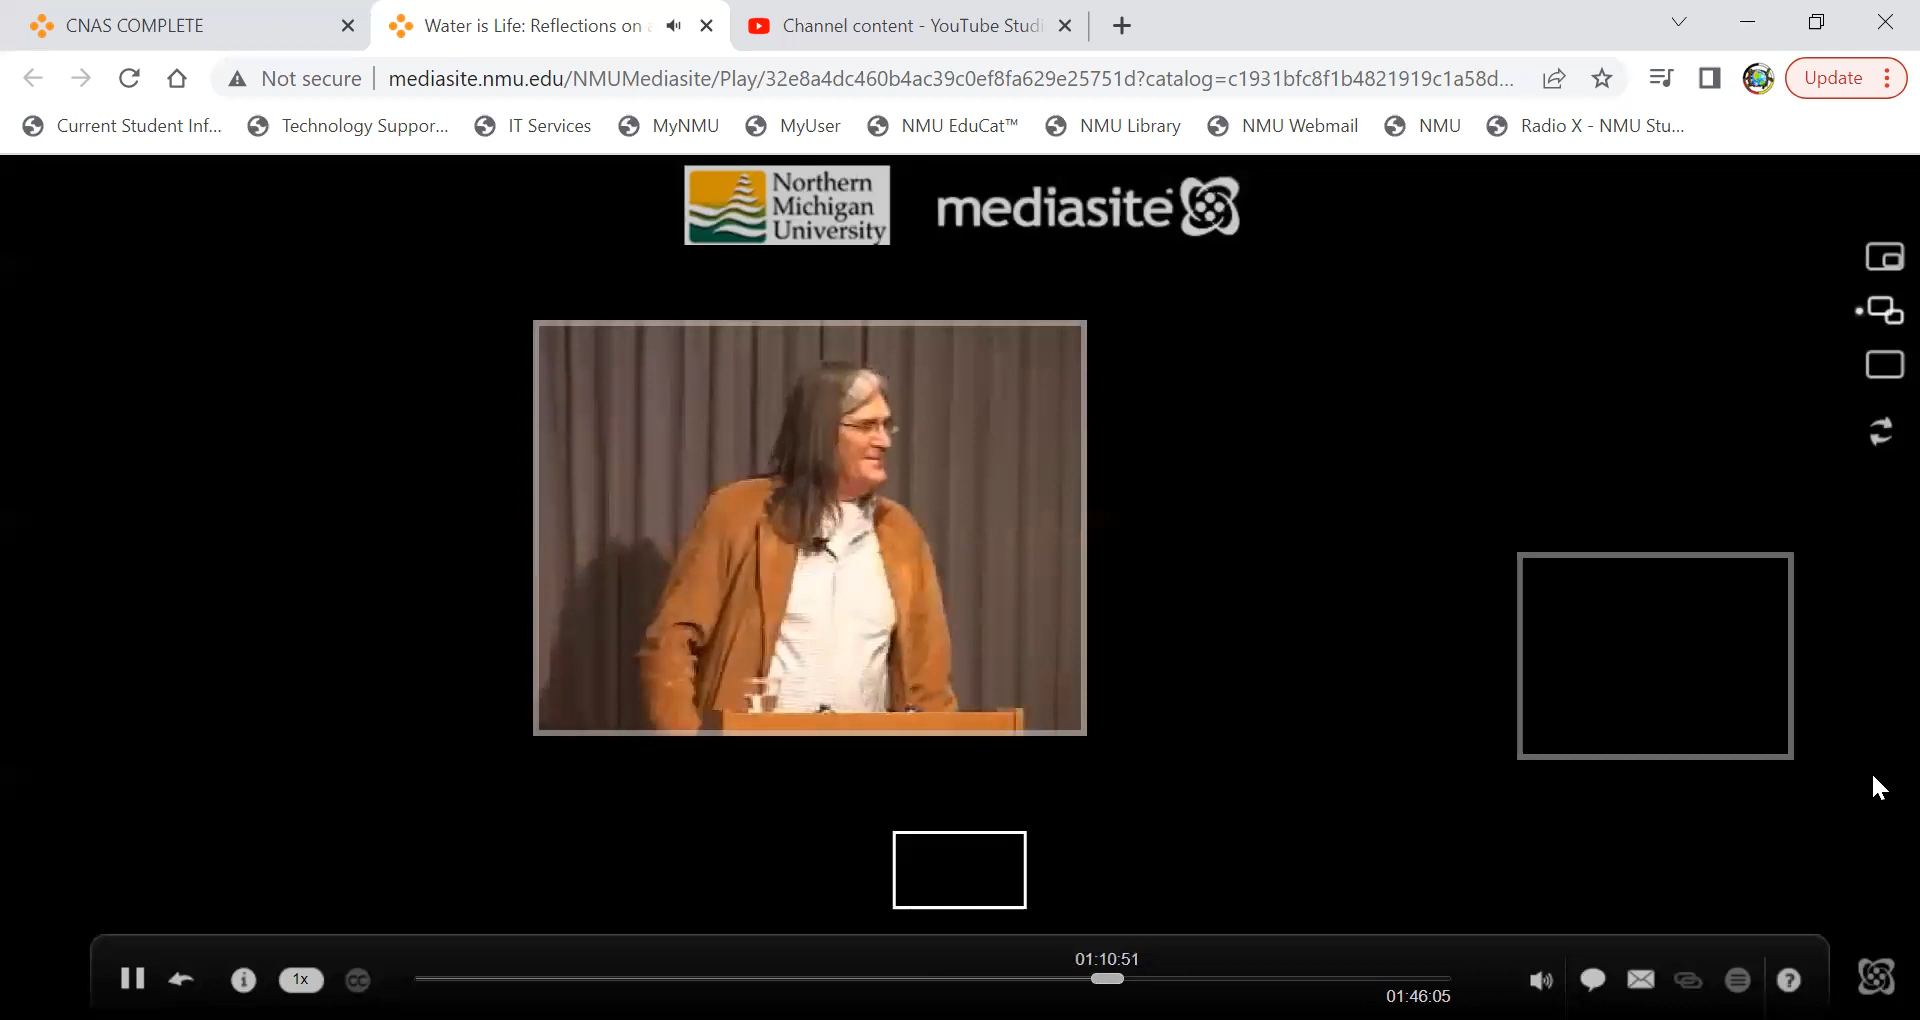 CNAS COMPLETE
Water is Life: Reflections on a
Channel content - YouTube Studi
Not secure
mediasite.nmu.edu/NMUMediasite/Play/32e8a4dc460b4ac39c0ef8fa629e25751d?catalog=c1931bfc8f1b4821919c1a58d...
Update
Current Student Inf...
Technology Suppor...
IT Services
MyNMU
MyUser
NMU EduCat™
NMU Library
NMU Webmail
NMU
Radio X - NMU Stu...
Northern
Michigan
University
mediasite
01:10:51
1x
CC
01:46:05